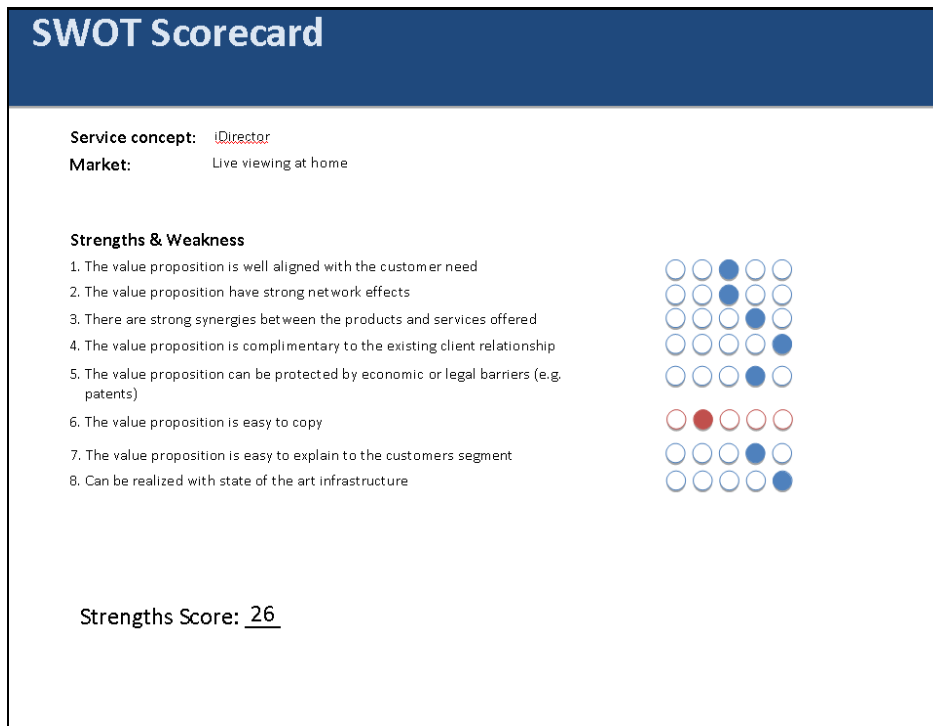 SWOT Scorecard
Service concept: iDirector
Market: Live viewing at home
Strengths & Weakness
1. The value proposition is well aligned with the customer need
2. The value proposition have strong network effects
3. There are strong synergies between the products and services offered
4. The value proposition is complimentary to the existing client relationship
5. The value proposition can be protected by economic or legal barriers (e.g.
patents)
6. The value proposition is easy to copy
7. The value proposition is easy to explain to the customers segment
8. Can be realized with state of the art infrastructure
Strengths Score: 26